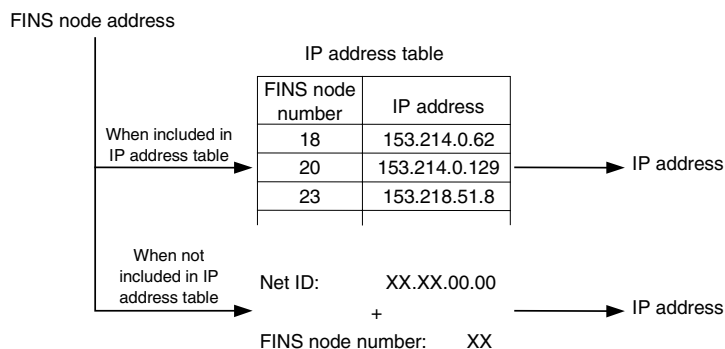 FINS node address
IP address table
FINS node number
IP address
18 153.214.0.62
20 153.214.0.129
23 153.218.51.8
When included in
IP address table
IP address
When not
included in IP
address table
Net ID: XX.XX.00.00
+
FINS node number: XX
IP address